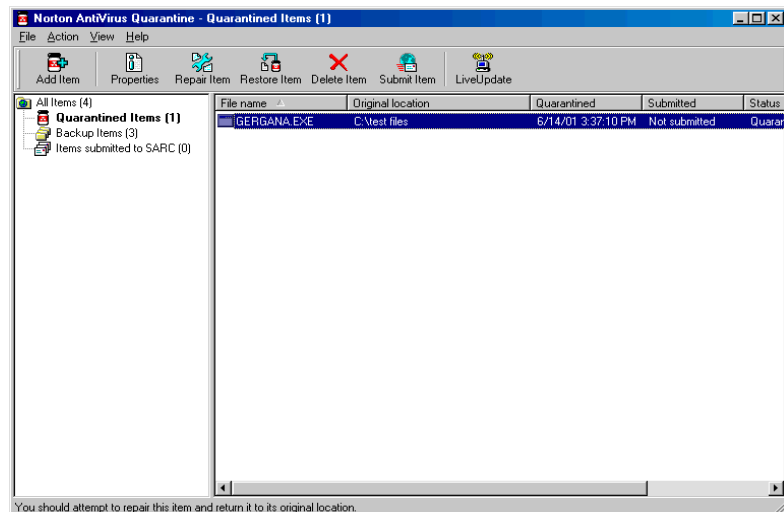 Norton AntiVirus Quarantine - Quarantined Items (1)
File Action View Help
Add Item Properties Repair Item Restore Item Delete Item Submit Item LiveUpdate
All Items (4)
Quarantined Items (1)
Backup Items (3)
Items submitted to SARC (0)
File name Original location Quarantined Submitted Status
GERGANA.EXE C:\test files 6/14/01 3:37:10 PM Not submitted Quaran
You should attempt to repair this item and return it to its original location.